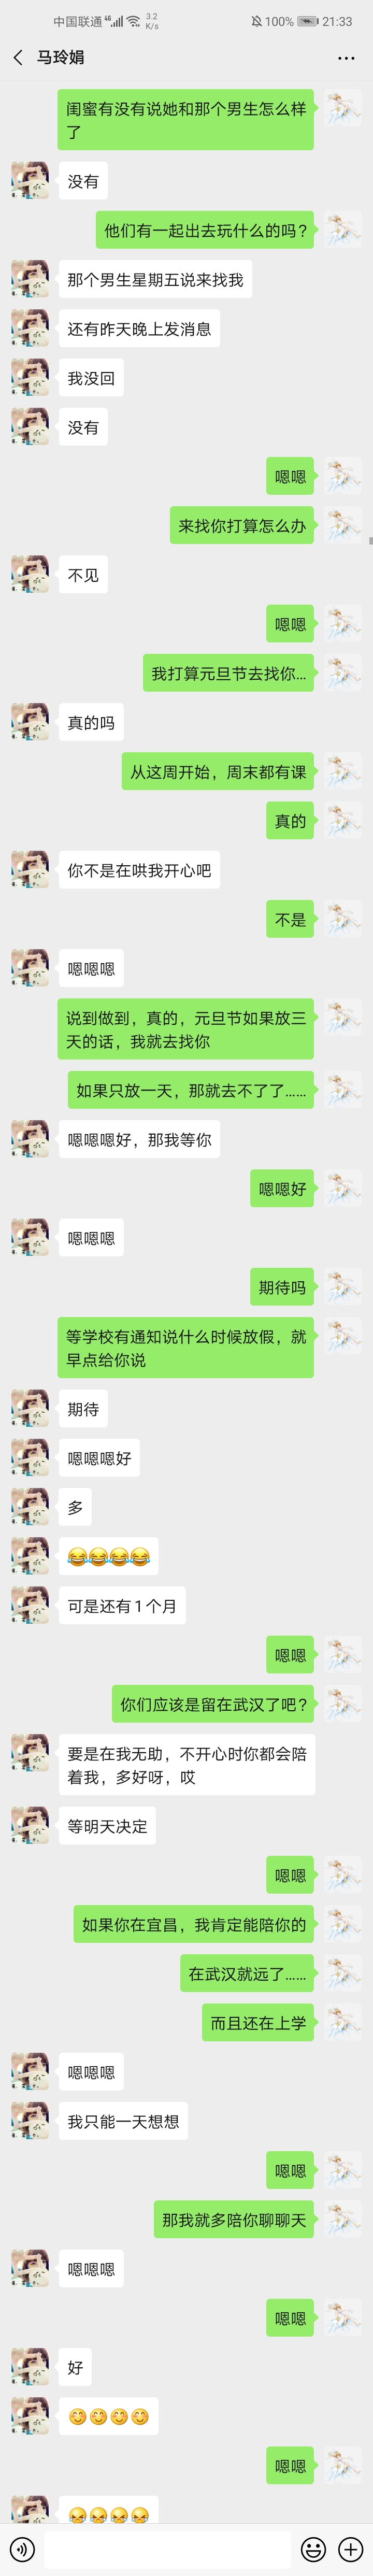 中国联通 4G 3.2 K/s 100% 21:33
马玲娟
闺蜜有没有说她和那个男生怎么样
了
没有
他们有一起出去玩什么的吗?
那个男生星期五说来找我
还有昨天晚上发消息
我没回
没有
嗯嗯
来找你打算怎么办
不见
嗯嗯
我打算元旦节去找你...
真的吗
从这周开始，周末都有课
真的
你不是在哄我开心吧
不是
嗯嗯嗯
说到做到，真的，元旦节如果放三
天的话，我就去找你
如果只放一天，那就去不了了......
嗯嗯嗯好，那我等你
嗯嗯好
嗯嗯嗯
期待吗
等学校有通知说什么时候放假，就
早点给你说
期待
嗯嗯嗯好
多
😂😂😂😂
可是还有1个月
嗯嗯
你们应该是留在武汉了吧?
要是在我无助，不开心时你都会陪
着我，多好呀，哎
等明天决定
嗯嗯
如果你在宜昌，我肯定能陪你的
在武汉就远了......
而且还在上学
嗯嗯嗯
我只能一天想想
嗯嗯
那我就多陪你聊聊天
嗯嗯嗯
嗯嗯
好
😊😊😊😊
嗯嗯
😝😝😝😝